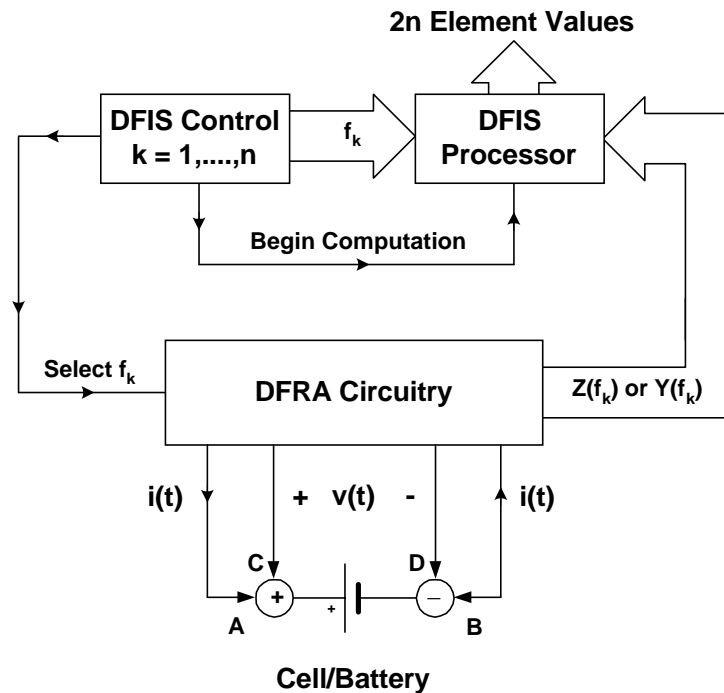 2n Element Values
DFIS Control
k = 1,....,n
f_k
DFIS
Processor
Begin Computation
Select f_k
DFRA Circuitry
Z(f_k) or Y(f_k)
i(t)
+ v(t) -
i(t)
C
D
+
+
−
A
B
Cell/Battery